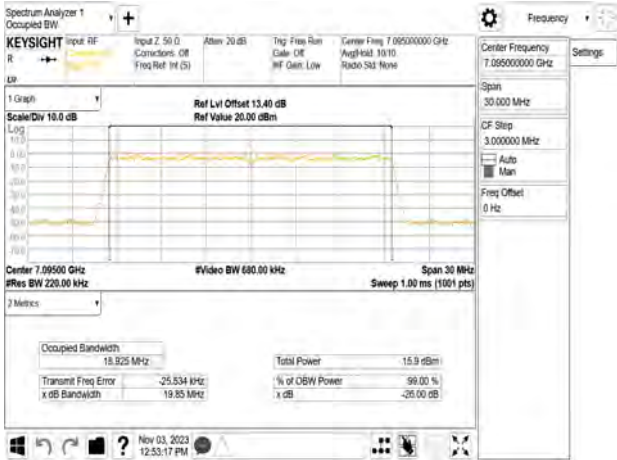 Spectrum Analyzer 1
Occupied BW
+
Frequency
KEYSIGHT
Input: RF
R
Input Z: 50 Ω
Corrections: Off
Freq Ref: Int (S)
Atten: 20 dB
Trig: Free Run
Gate: Off
#IF Gain: Low
Center Freq: 7.095000000 GHz
Avg|Hold: 10/10
Radio Std: None
1 Graph
Scale/Div 10.0 dB
Ref Lvl Offset 13.40 dB
Ref Value 20.00 dBm
Log
10.0
0.00
Center 7.09500 GHz
#Res BW 220.00 kHz
#Video BW 680.00 kHz
Span 30 MHz
Sweep 1.00 ms (1001 pts)
2 Metrics
Occupied Bandwidth
18.925 MHz
Total Power
15.9 dBm
Transmit Freq Error
-25.534 kHz
% of OBW Power
99.00 %
x dB Bandwidth
19.85 MHz
x dB
-26.00 dB
Nov 03, 2023
12:53:17 PM
?
Center Frequency
7.095000000 GHz
Settings
Span
30.000 MHz
CF Step
3.000000 MHz
Auto
Man
Freq Offset
0 Hz